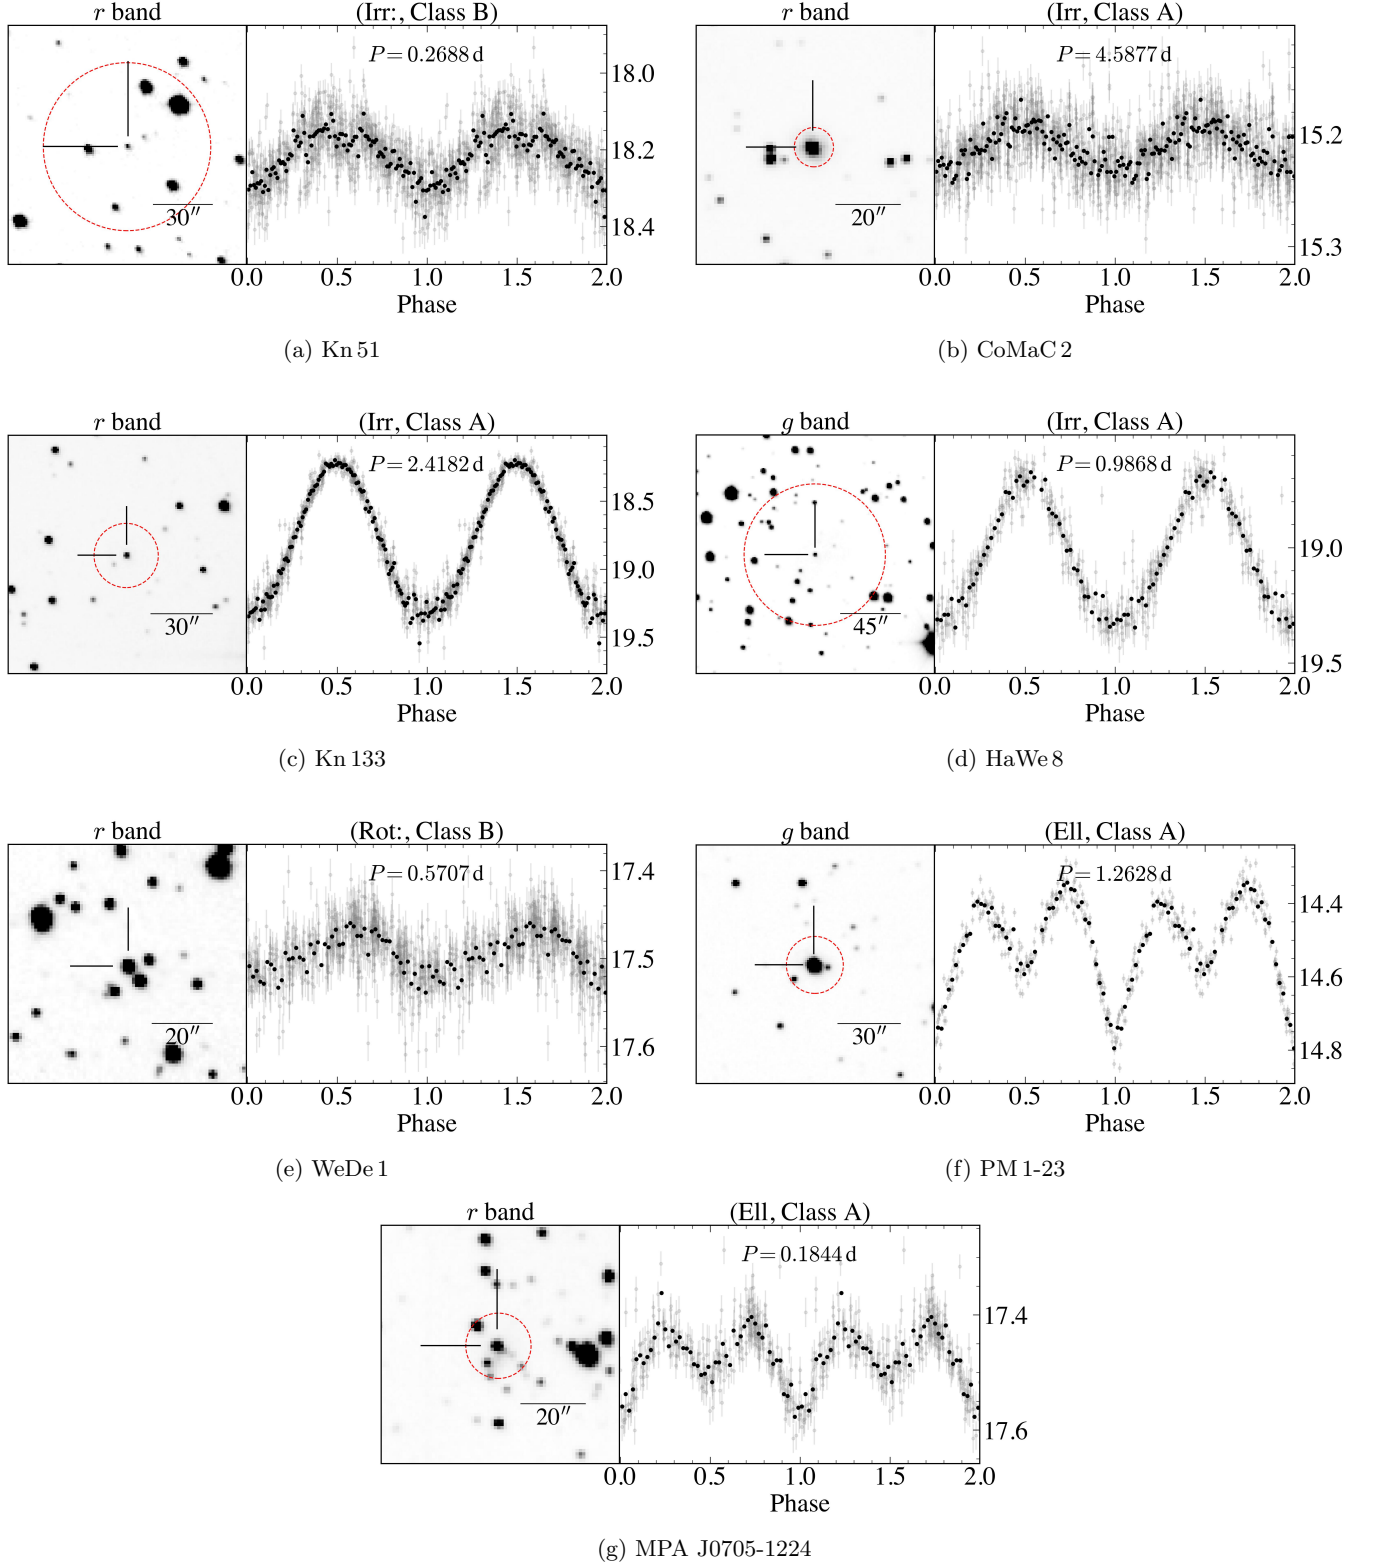 r band (Irr:, Class B)
P = 0.2688 d
18.0
18.2
18.4
30″
0.0 0.5 1.0 1.5 2.0
Phase
(a) Kn 51
r band (Irr, Class A)
P = 4.5877 d
15.2
15.3
20″
0.0 0.5 1.0 1.5 2.0
Phase
(b) CoMaC 2
r band (Irr, Class A)
P = 2.4182 d
18.5
19.0
19.5
30″
0.0 0.5 1.0 1.5 2.0
Phase
(c) Kn 133
g band (Irr, Class A)
P = 0.9868 d
19.0
19.5
45″
0.0 0.5 1.0 1.5 2.0
Phase
(d) HaWe 8
r band (Rot:, Class B)
P = 0.5707 d
17.4
17.5
17.6
20″
0.0 0.5 1.0 1.5 2.0
Phase
(e) WeDe 1
g band (Ell, Class A)
P = 1.2628 d
14.4
14.6
14.8
30″
0.0 0.5 1.0 1.5 2.0
Phase
(f) PM 1-23
r band (Ell, Class A)
P = 0.1844 d
17.4
17.6
20″
0.0 0.5 1.0 1.5 2.0
Phase
(g) MPA J0705-1224